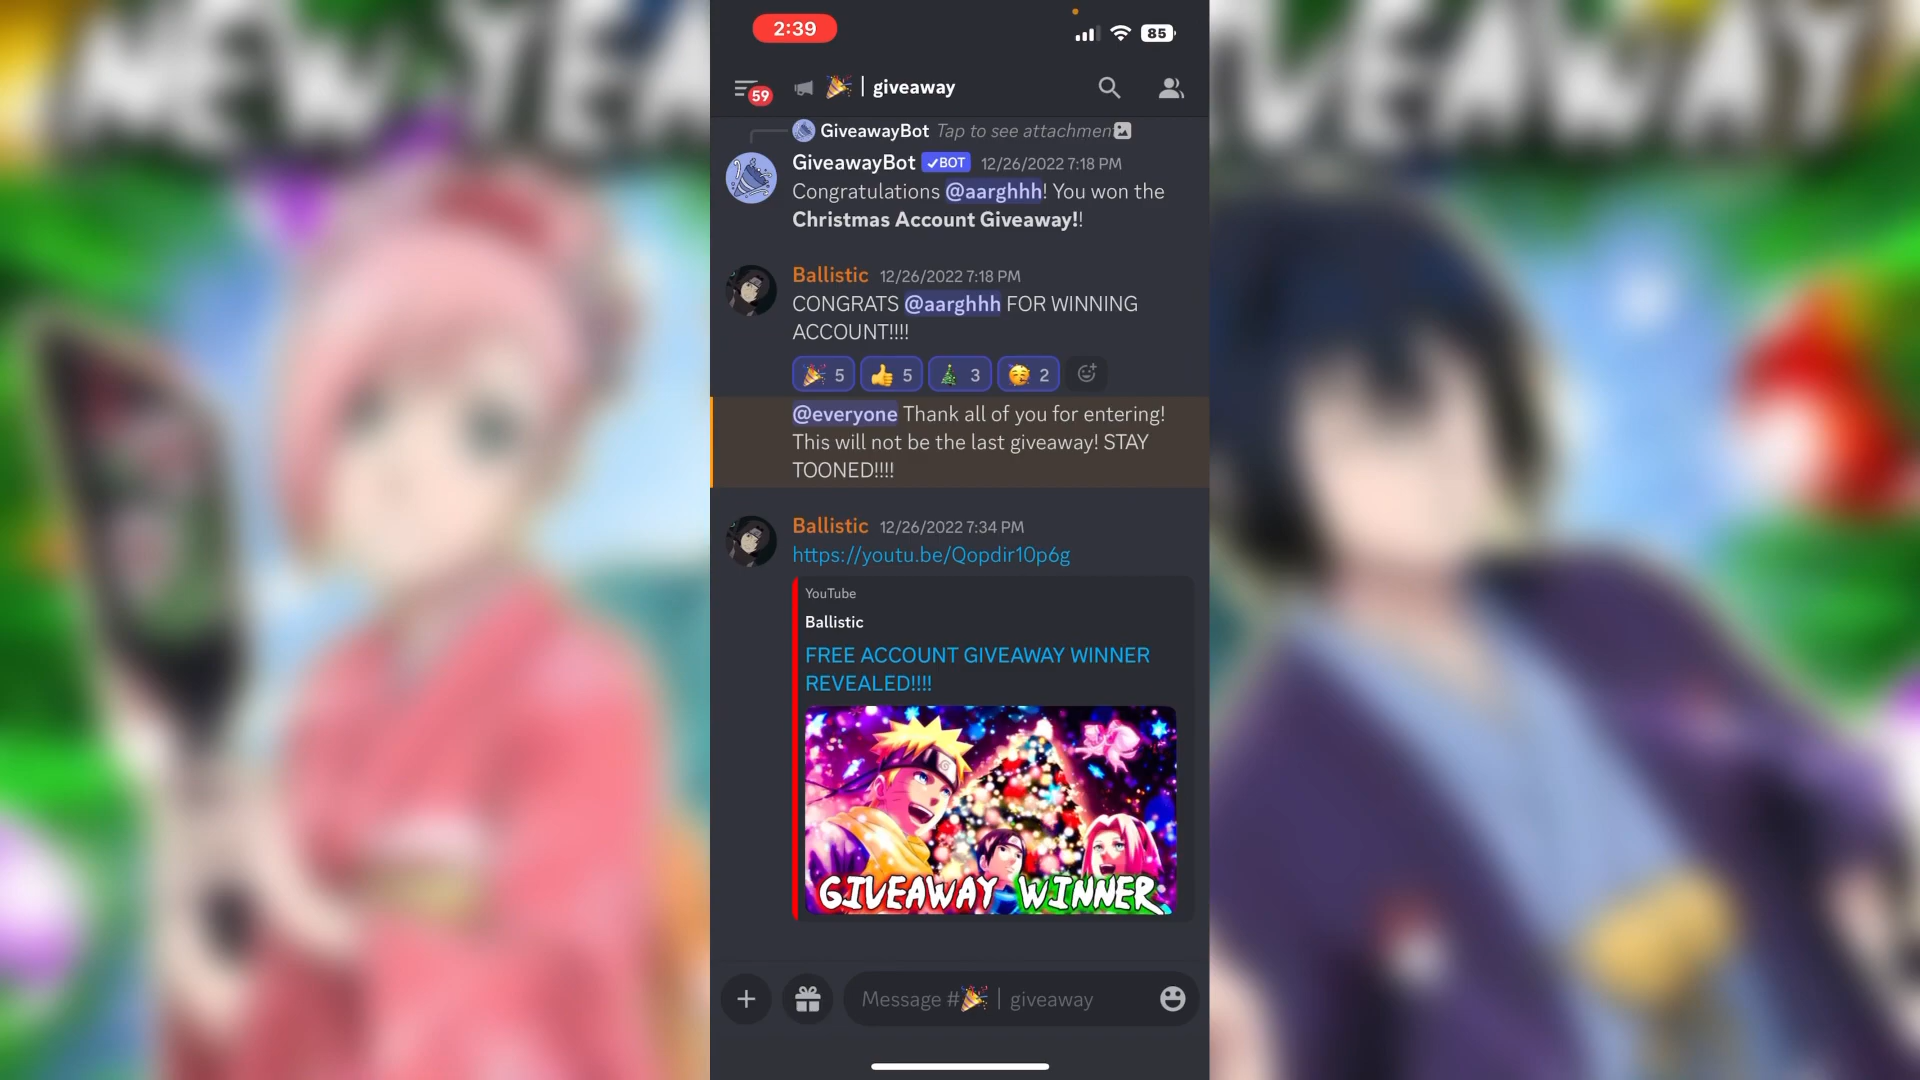 2:39
85
59
| giveaway
GiveawayBot Tap to see attachment
GiveawayBot ✓BOT 12/26/2022 7:18 PM
Congratulations @aarghhh! You won the
Christmas Account Giveaway!!
Ballistic 12/26/2022 7:18 PM
CONGRATS @aarghhh FOR WINNING
ACCOUNT!!!!
5 5 3 2
@everyone Thank all of you for entering!
This will not be the last giveaway! STAY
TOONED!!!!
Ballistic 12/26/2022 7:34 PM
https://youtu.be/Qopdir10p6g
YouTube
Ballistic
FREE ACCOUNT GIVEAWAY WINNER
REVEALED!!!!
GIVEAWAY WINNER
Message # | giveaway